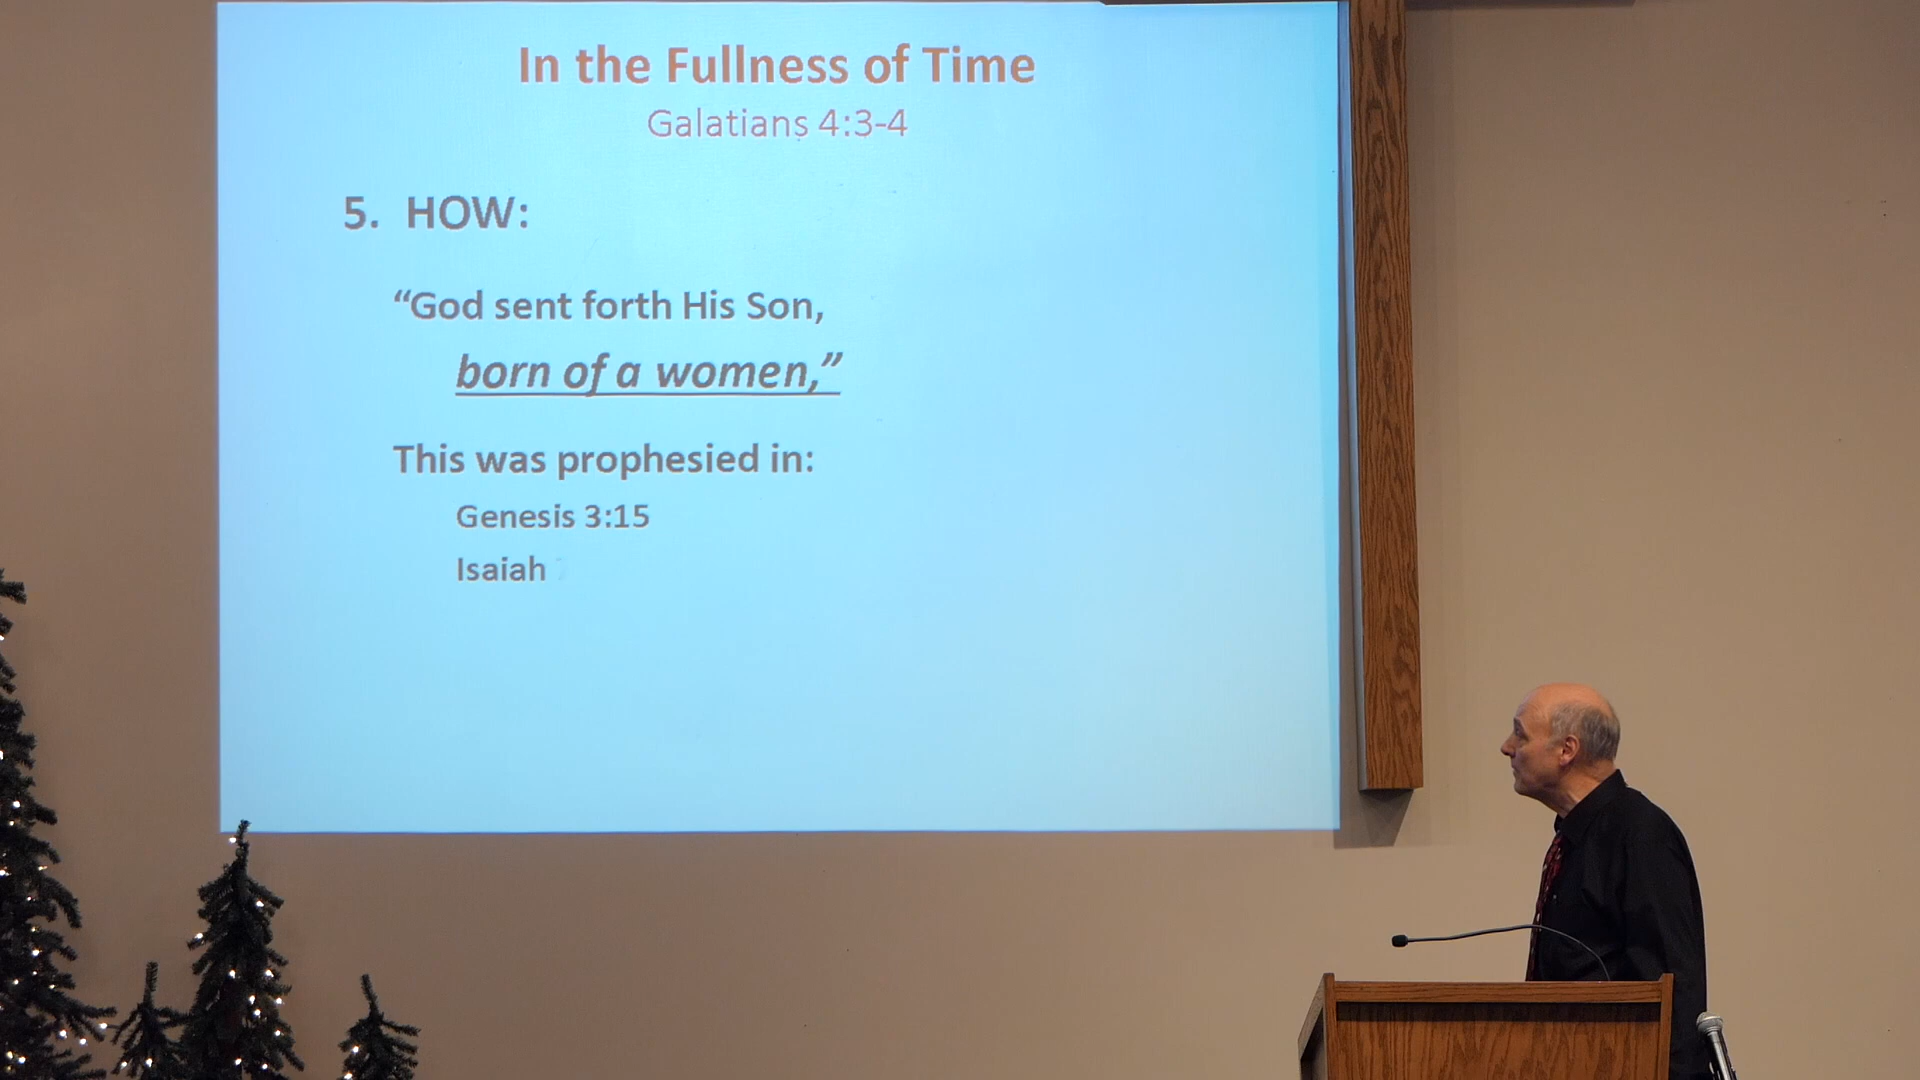 In the Fullness of Time
Galatians 4:3-4
5. HOW:
“God sent forth His Son,
born of a women,”
This was prophesied in:
Genesis 3:15
Isaiah